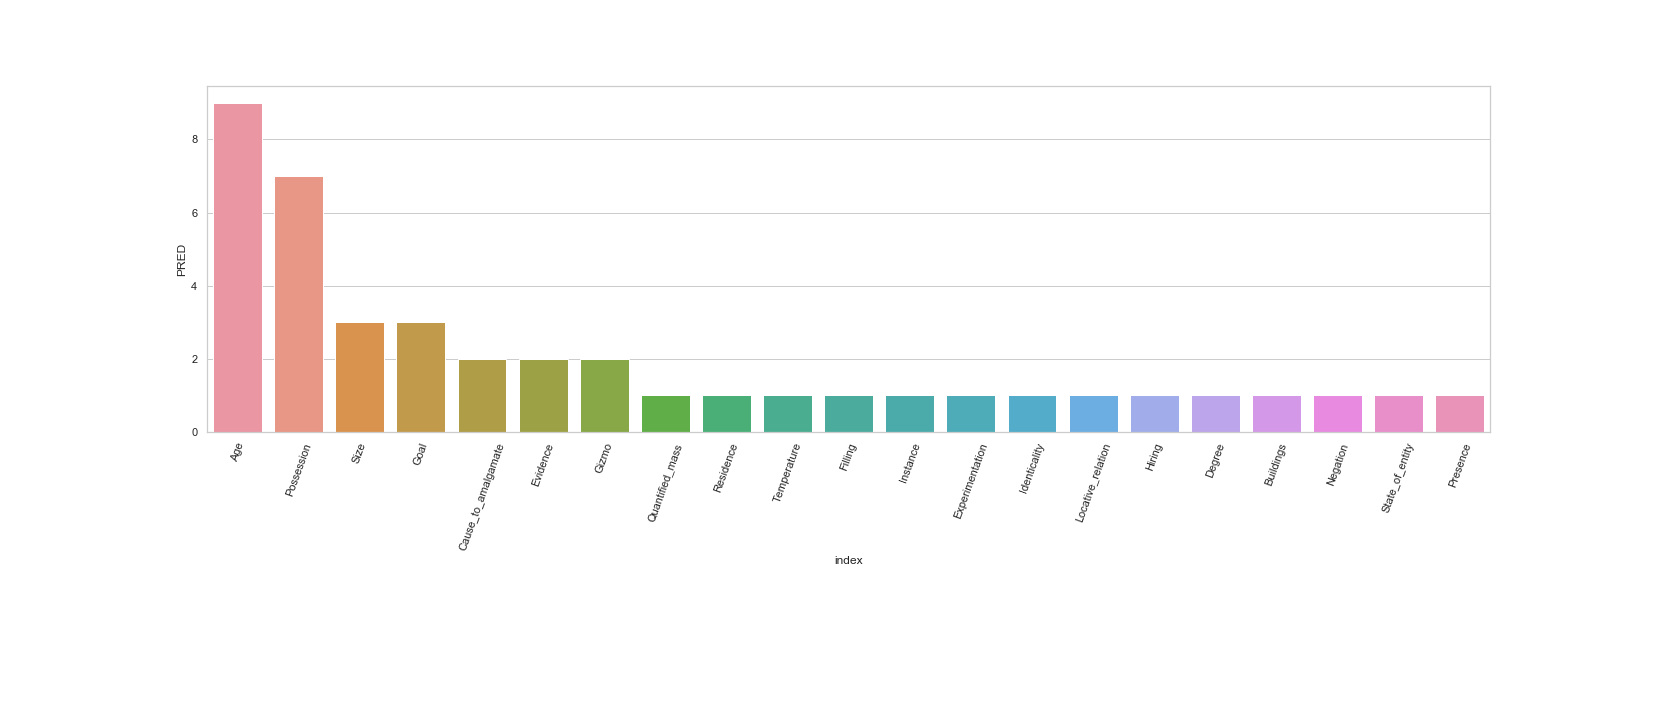 8
6
4
2
0
PRED
Age
Possession
Size
Goal
Cause_to_amalgamate
Evidence
Gizmo
Quantified_mass
Residence
Temperature
Filling
Instance
Experimentation
Identicality
Locative_relation
Hiring
Degree
Buildings
Negation
State_of_entity
Presence
index